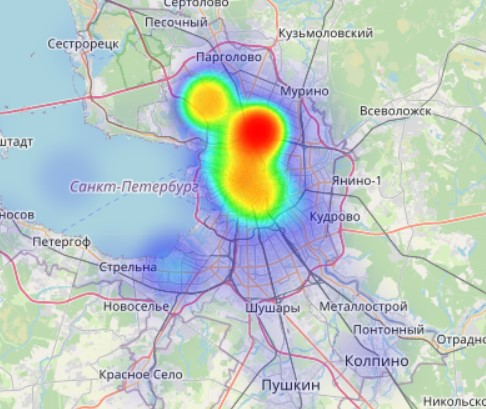 Сертолово
Песочный
Сестрорецк
Кузьмоловский
Парголово
Мурино
Всеволожск
штадт
Янино-1
Санкт-Петербург
носов
Кудрово
Петергоф
Стрельна
Новоселье
Шушары
Металлострой
Понтонный
Отрадно
Колпино
Красное Село
Пушкин
Никольско